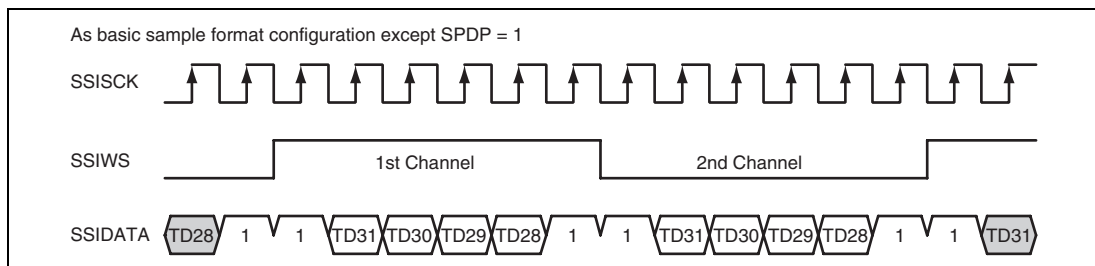 As basic sample format configuration except SPDP = 1
SSISCK
SSIWS 1st Channel 2nd Channel
SSIDATA TD28 1 1 TD31 TD30 TD29 TD28 1 1 TD31 TD30 TD29 TD28 1 1 TD31